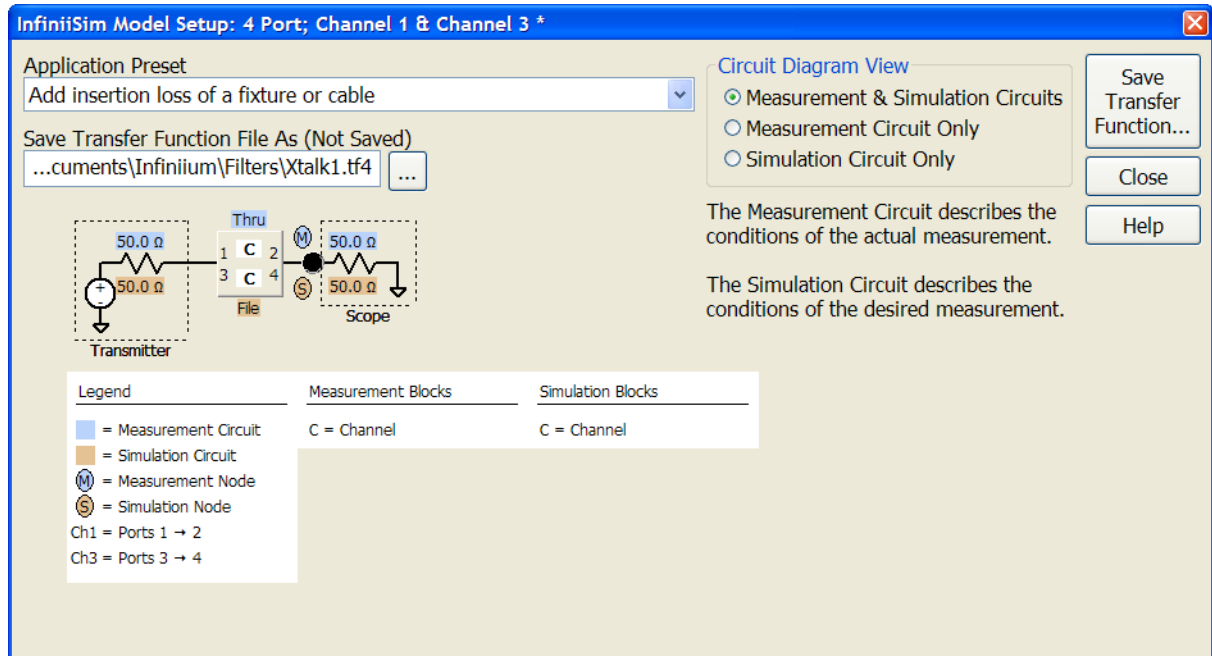 InfiniiSim Model Setup: 4 Port; Channel 1 & Channel 3 *
Application Preset
Add insertion loss of a fixture or cable
Save Transfer Function File As (Not Saved)
...cuments\Infiniium\Filters\Xtalk1.tf4
...
Circuit Diagram View
Measurement & Simulation Circuits
Measurement Circuit Only
Simulation Circuit Only
Save
Transfer
Function...
Close
Help
The Measurement Circuit describes the
conditions of the actual measurement.
The Simulation Circuit describes the
conditions of the desired measurement.
Thru
50.0 Ω
1 C 2
M
50.0 Ω
+
-
50.0 Ω
3 C 4
S
50.0 Ω
File
Scope
Transmitter
Legend
Measurement Blocks
Simulation Blocks
= Measurement Circuit
C = Channel
C = Channel
= Simulation Circuit
M = Measurement Node
S = Simulation Node
Ch1 = Ports 1 → 2
Ch3 = Ports 3 → 4